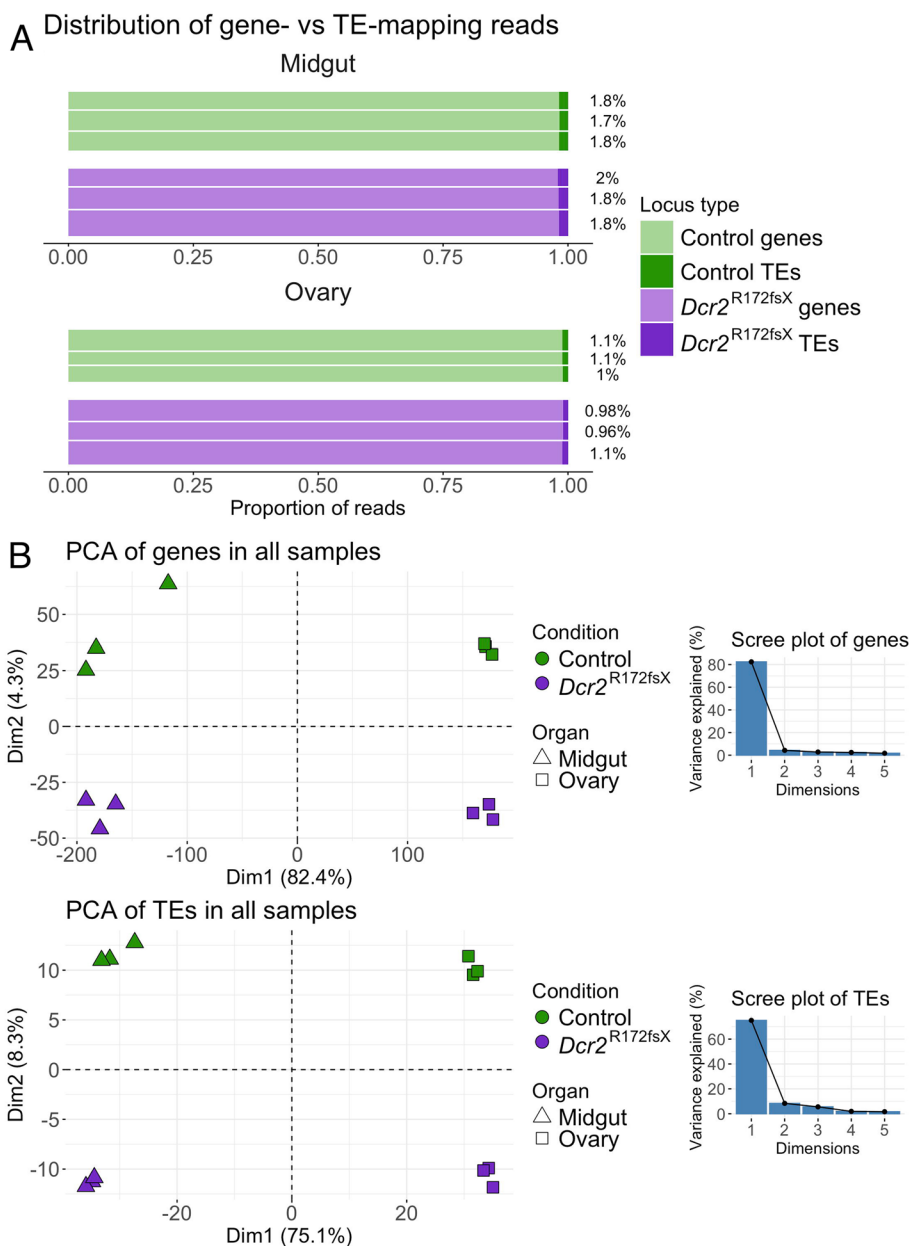 A
Distribution of gene- vs TE-mapping reads
Midgut
1.8%
1.7%
1.8%
2%
1.8%
1.8%
0.00 0.25 0.50 0.75 1.00
Ovary
1.1%
1.1%
1%
0.98%
0.96%
1.1%
0.00 0.25 0.50 0.75 1.00
Proportion of reads
Locus type
Control genes
Control TEs
Dcr2R172fsX genes
Dcr2R172fsX TEs
B
PCA of genes in all samples
Dim2 (4.3%)
50
25
0
-25
-50
-200 -100 0 100
Dim1 (82.4%)
Condition
Control
Dcr2R172fsX
Organ
Midgut
Ovary
Scree plot of genes
Variance explained (%)
80
60
40
20
0
1 2 3 4 5
Dimensions
PCA of TEs in all samples
Dim2 (8.3%)
10
5
0
-5
-10
-20 0 20
Dim1 (75.1%)
Condition
Control
Dcr2R172fsX
Organ
Midgut
Ovary
Scree plot of TEs
Variance explained (%)
60
40
20
0
1 2 3 4 5
Dimensions